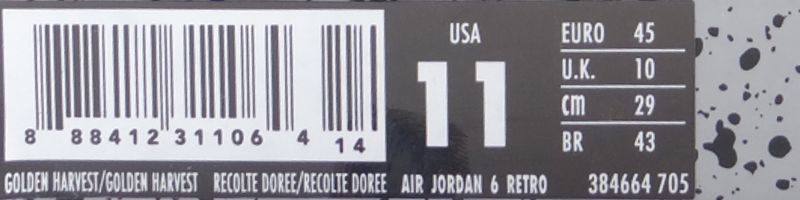 USA
11
EURO 45
U.K. 10
cm 29
BR 43
8 88412 31106 4 14
GOLDEN HARVEST/GOLDEN HARVEST RECOLTE DOREE/RECOLTE DOREE AIR JORDAN 6 RETRO 384664 705